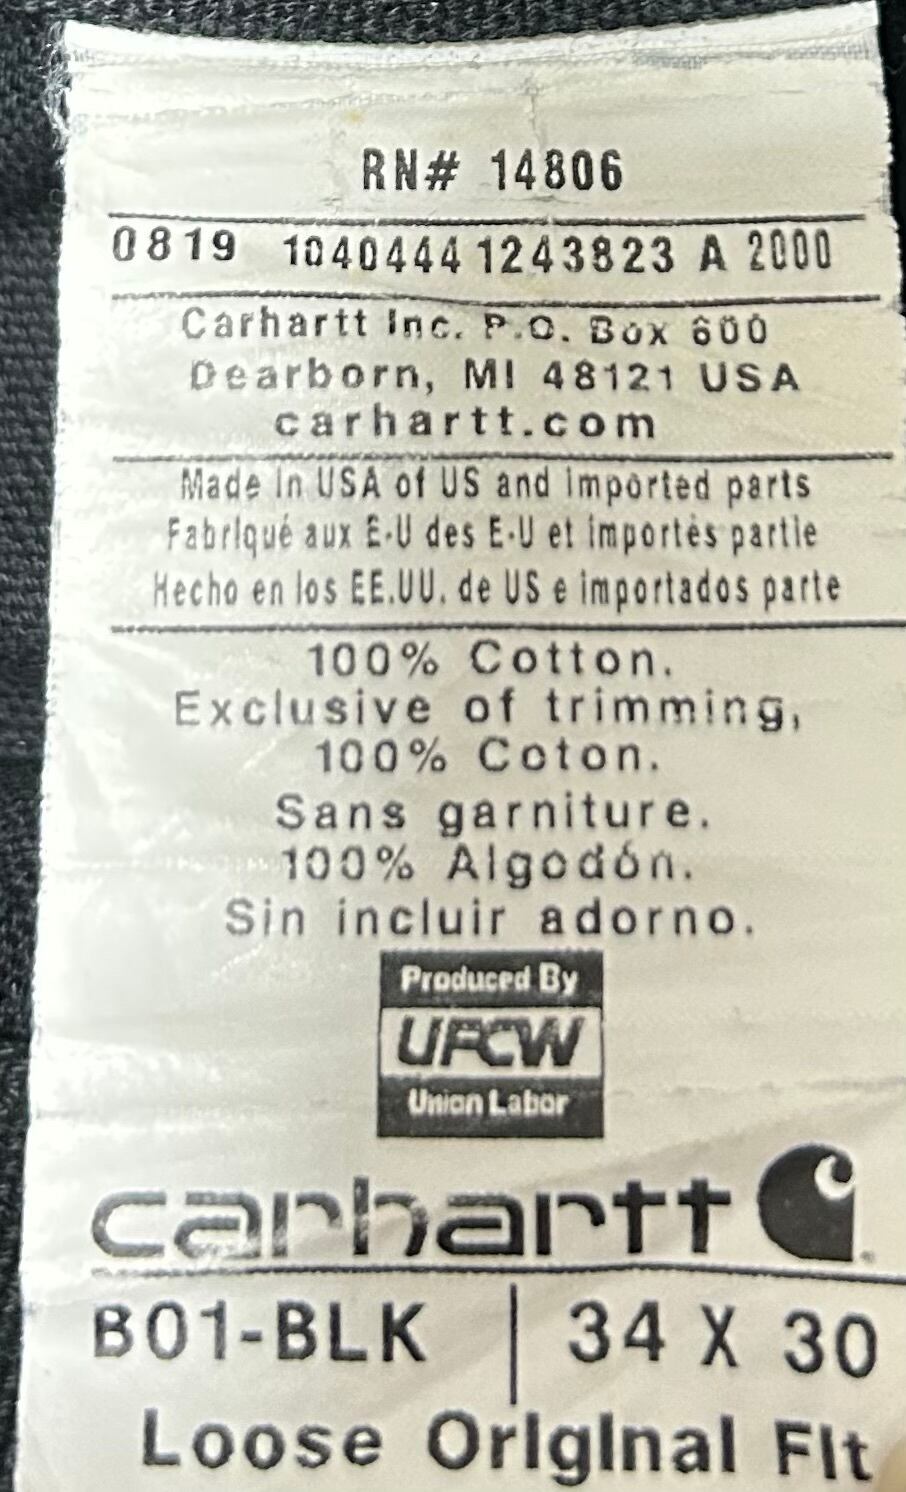 RN# 14806
0819 1040444 1243823 A 2000
Carhartt Inc. P.O. Box 600
Dearborn, MI 48121 USA
carhartt.com
Made in USA of US and imported parts
Fabriqué aux E-U des E-U et importés partie
Hecho en los EE.UU. de US e importados parte
100% Cotton.
Exclusive of trimming,
100% Coton.
Sans garniture.
100% Algodón.
Sin incluir adorno.
Produced By
UFCW
Union Labor
carhartt
B01-BLK | 34 X 30
Loose Original Fit